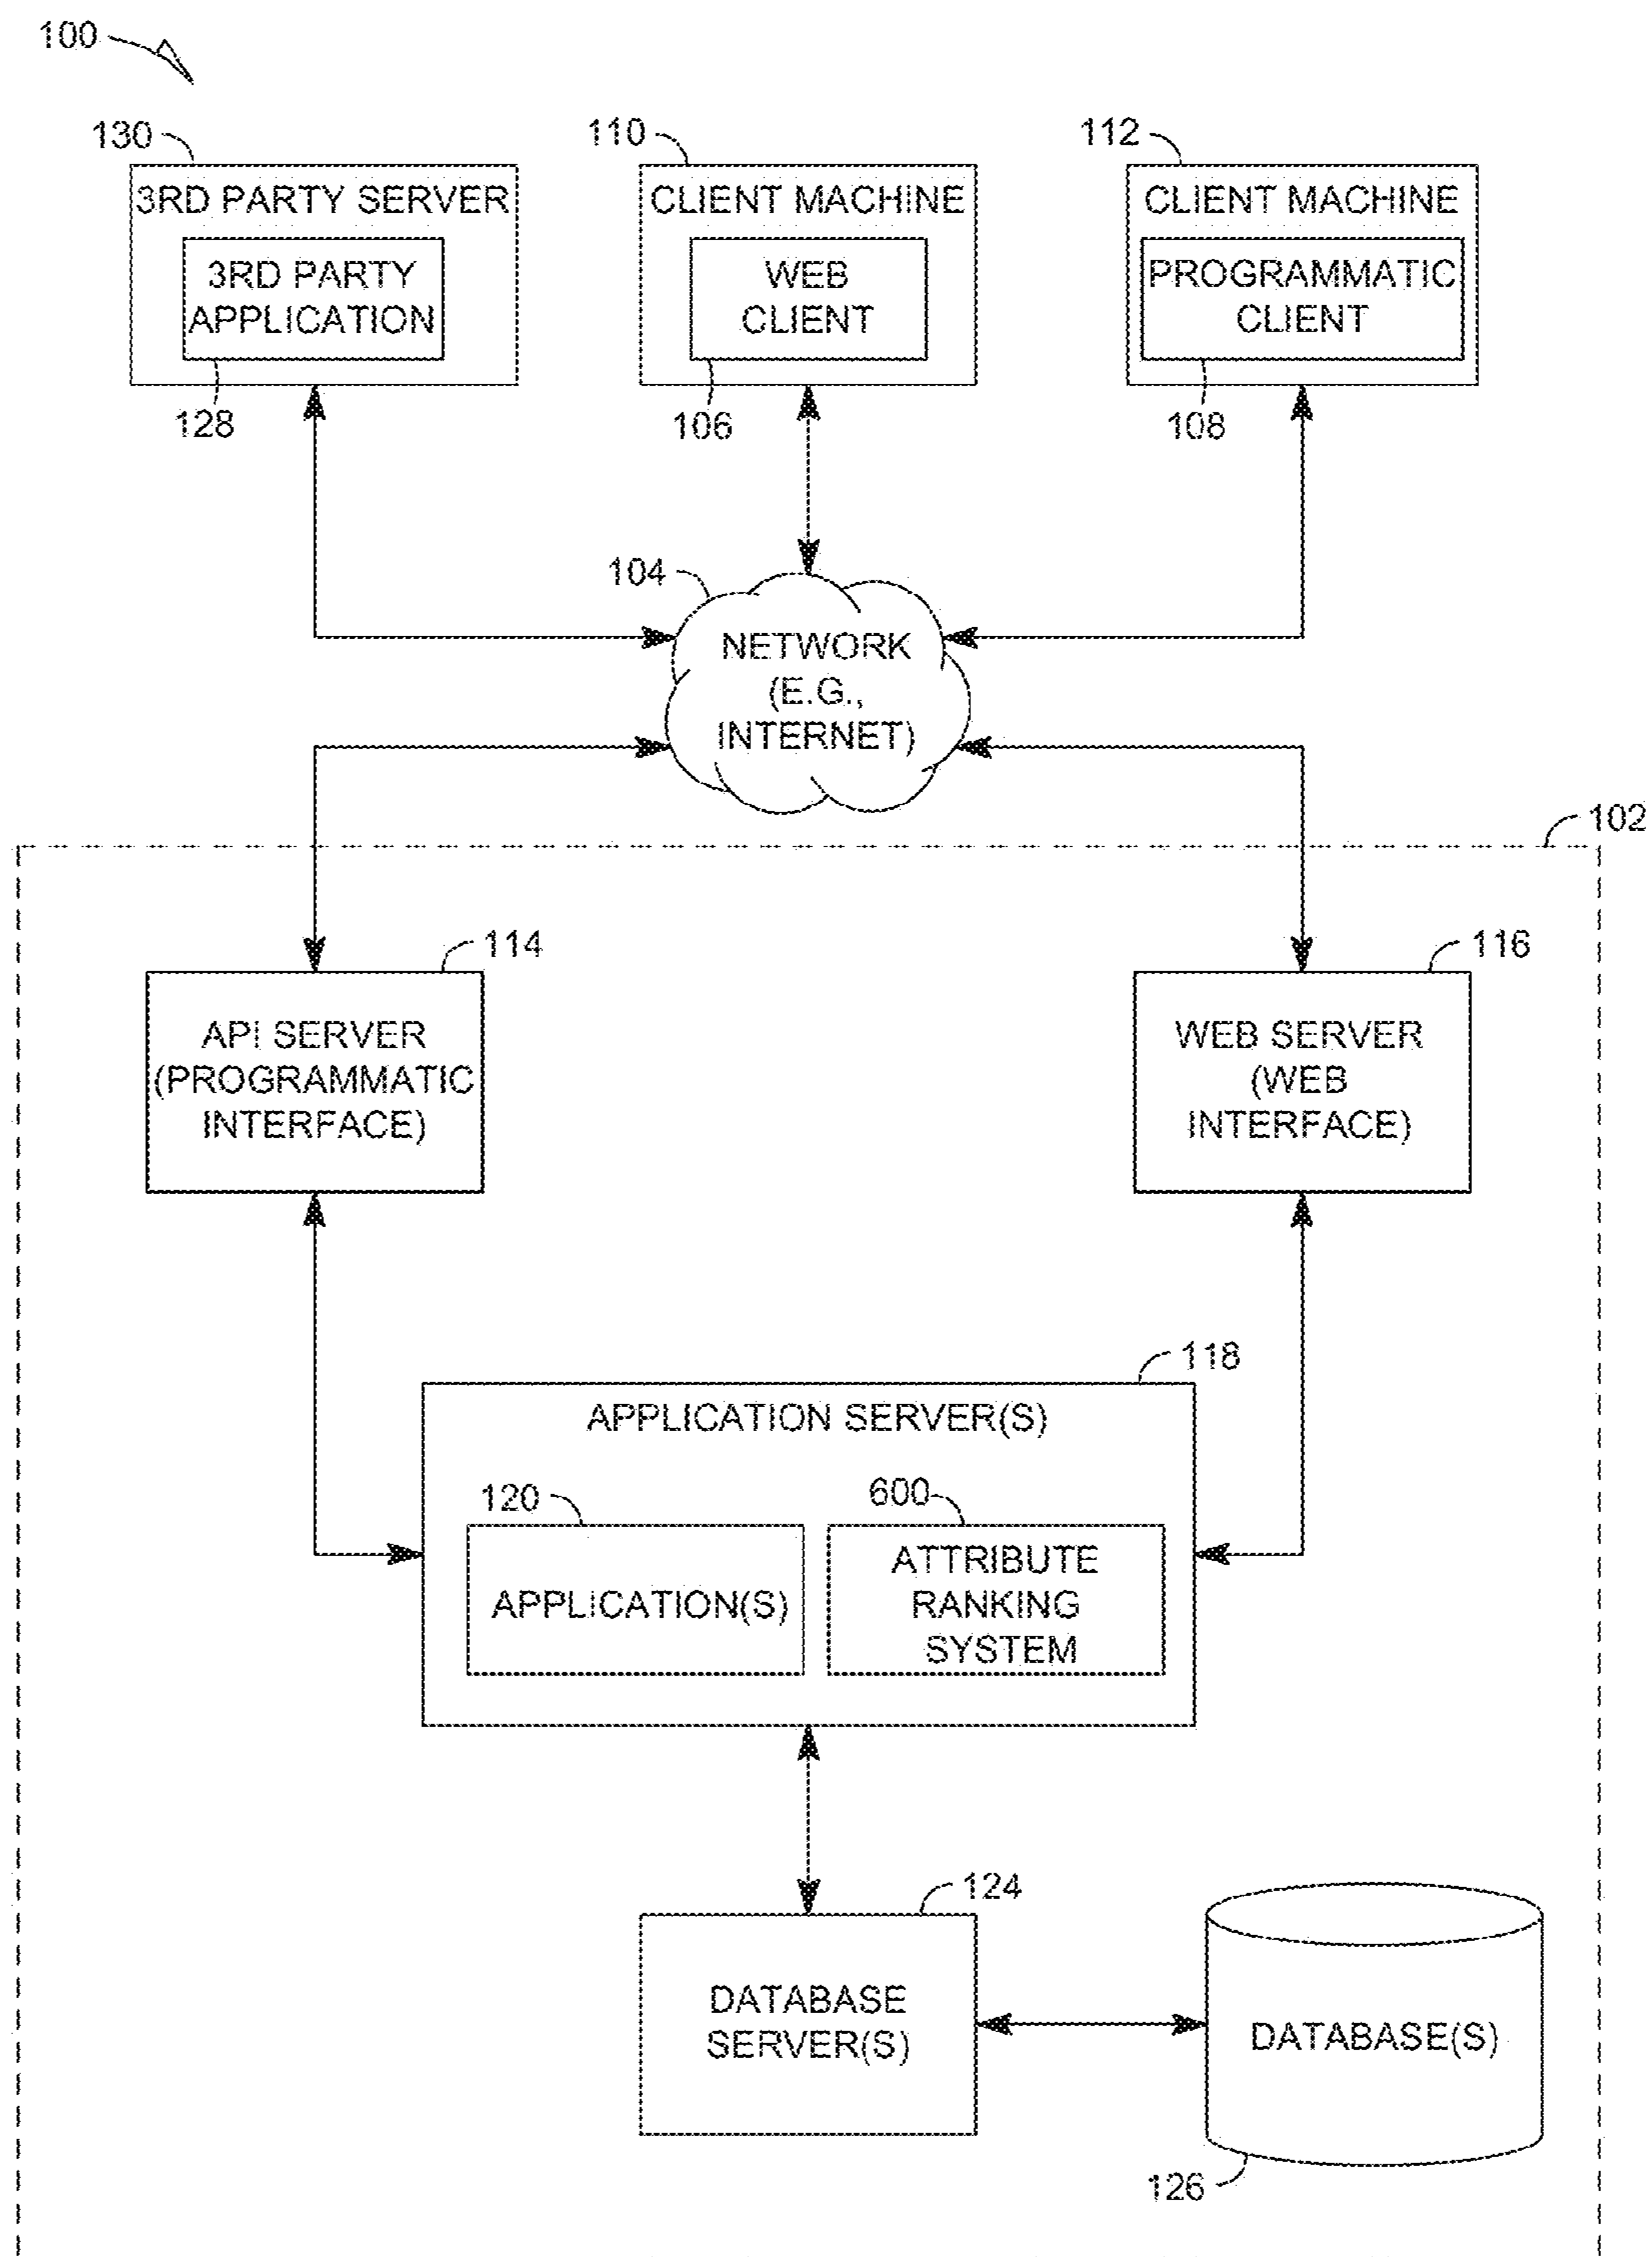 100
130
110
112
3RD PARTY SERVER
CLIENT MACHINE
CLIENT MACHINE
3RD PARTY
APPLICATION
WEB
CLIENT
PROGRAMMATIC
CLIENT
128
106
108
104
NETWORK
(E.G.,
INTERNET)
102
114
116
API SERVER
(PROGRAMMATIC
INTERFACE)
WEB SERVER
(WEB
INTERFACE)
118
APPLICATION SERVER(S)
120
600
APPLICATION(S)
ATTRIBUTE
RANKING
SYSTEM
124
DATABASE
SERVER(S)
DATABASE(S)
126